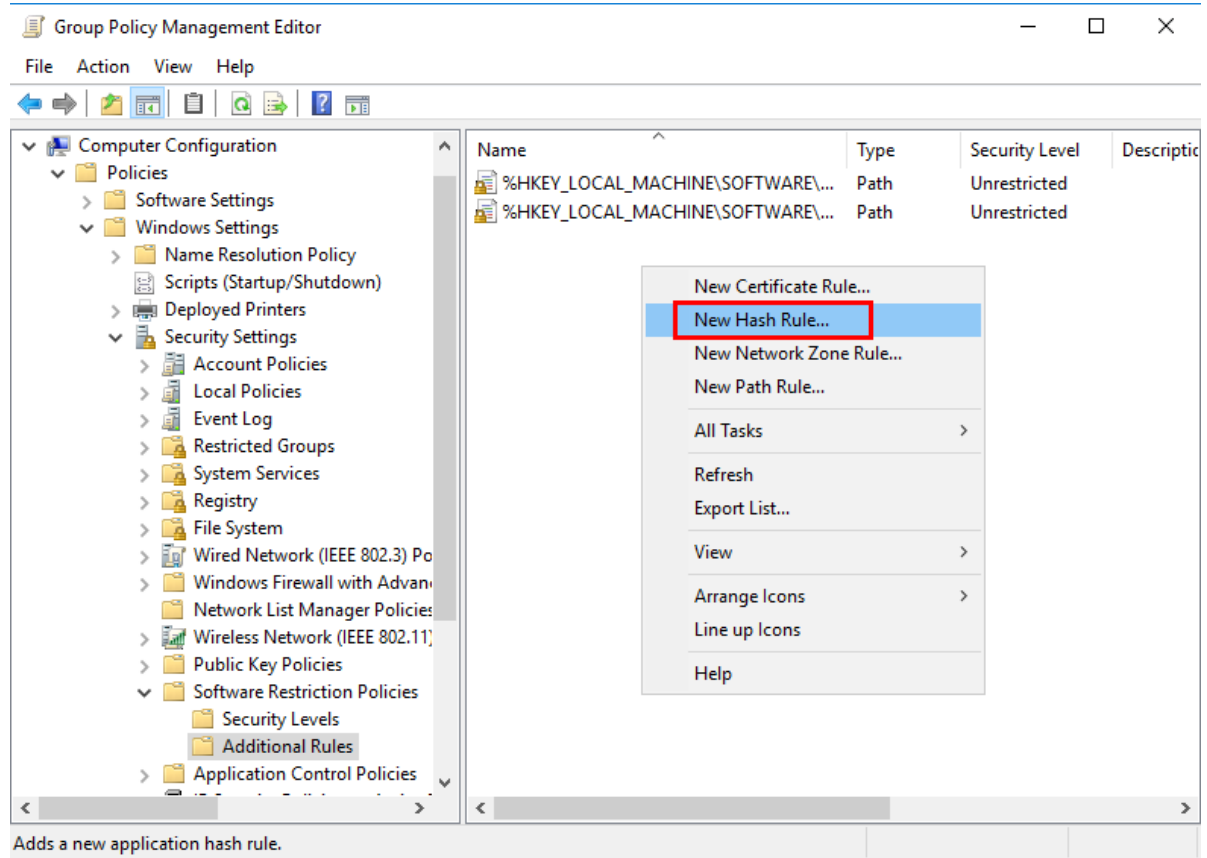 Group Policy Management Editor
File Action View Help
Computer Configuration
Policies
Software Settings
Windows Settings
Name Resolution Policy
Scripts (Startup/Shutdown)
Deployed Printers
Security Settings
Account Policies
Local Policies
Event Log
Restricted Groups
System Services
Registry
File System
Wired Network (IEEE 802.3) Po
Windows Firewall with Advan
Network List Manager Policies
Wireless Network (IEEE 802.11)
Public Key Policies
Software Restriction Policies
Security Levels
Additional Rules
Application Control Policies
Name Type Security Level Descriptic
%HKEY_LOCAL_MACHINE\SOFTWARE\... Path Unrestricted
%HKEY_LOCAL_MACHINE\SOFTWARE\... Path Unrestricted
New Certificate Rule...
New Hash Rule...
New Network Zone Rule...
New Path Rule...
All Tasks
Refresh
Export List...
View
Arrange Icons
Line up Icons
Help
Adds a new application hash rule.